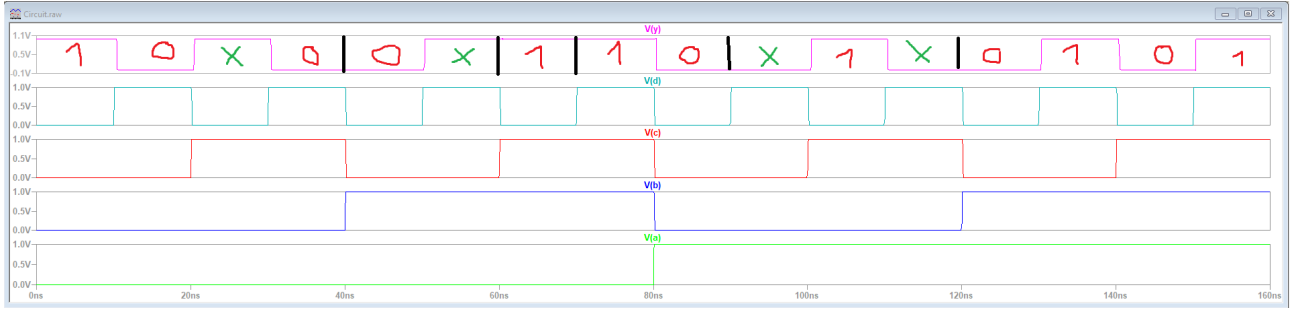 Circuit.raw
V(y)
1.1V
0.5V
-0.1V
1 0 X 0 0 X 1 1 0 X 1 X 0 1 0 1
V(d)
1.0V
0.5V
0.0V
V(c)
1.0V
0.5V
0.0V
V(b)
1.0V
0.5V
0.0V
V(a)
1.0V
0.5V
0.0V
0ns 20ns 40ns 60ns 80ns 100ns 120ns 140ns 160ns